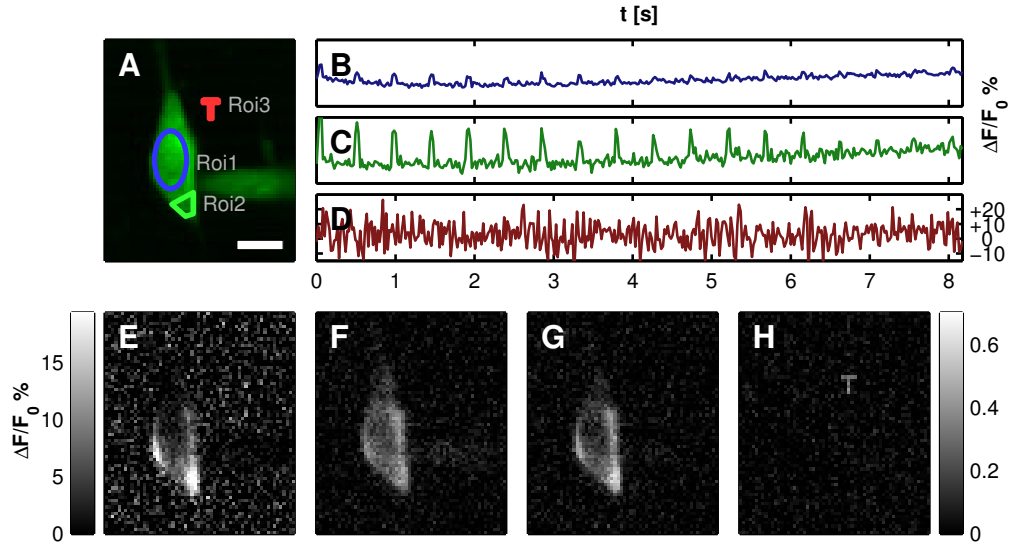 t [s]
A
Roi3
Roi1
Roi2
B
C
D
ΔF/F0 %
+20
+10
0
−10
0 1 2 3 4 5 6 7 8
E
F
G
H
15
10
5
0
ΔF/F0 %
0.6
0.4
0.2
0